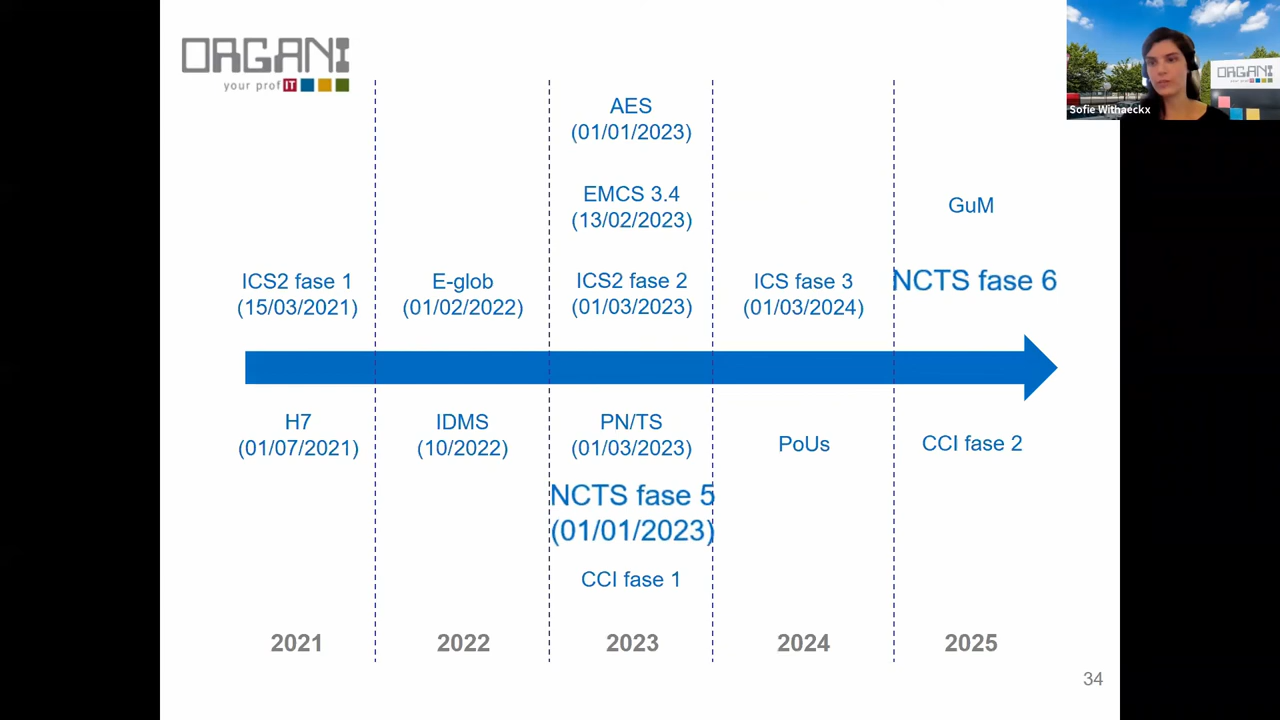 ORGANI
your profIT
Sofie Withaeckx
ORGANI
AES
(01/01/2023)
EMCS 3.4
(13/02/2023)
GuM
ICS2 fase 1
(15/03/2021)
E-glob
(01/02/2022)
ICS2 fase 2
(01/03/2023)
ICS fase 3
(01/03/2024)
NCTS fase 6
H7
(01/07/2021)
IDMS
(10/2022)
PN/TS
(01/03/2023)
PoUs
CCI fase 2
NCTS fase 5
(01/01/2023)
CCI fase 1
2021
2022
2023
2024
2025
34